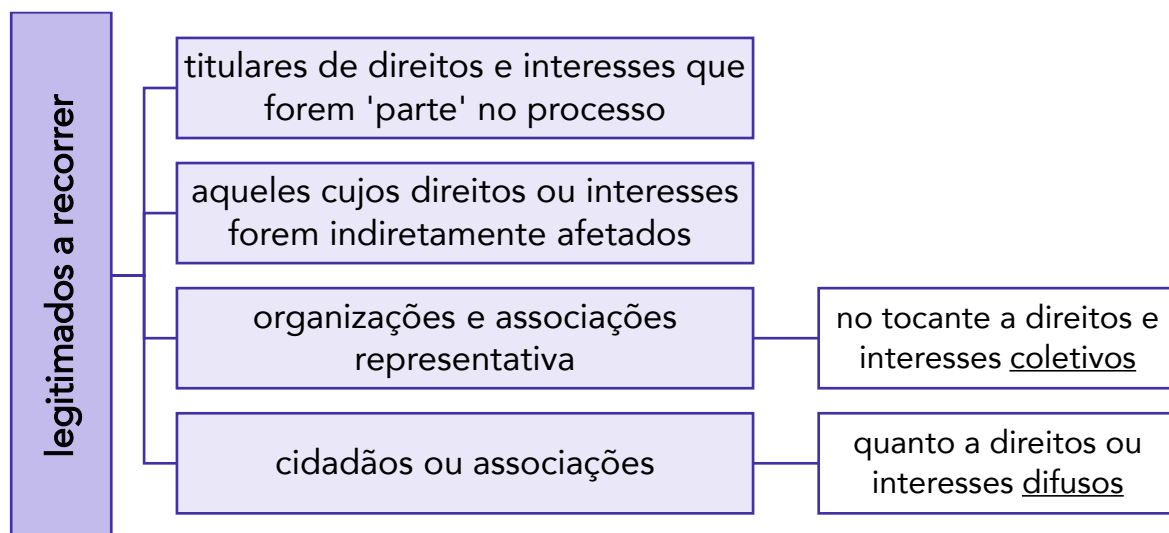 legitimados a recorrer
titulares de direitos e interesses que
forem 'parte' no processo
aqueles cujos direitos ou interesses
forem indiretamente afetados
organizações e associações
representativa
no tocante a direitos e
interesses coletivos
cidadãos ou associações
quanto a direitos ou
interesses difusos